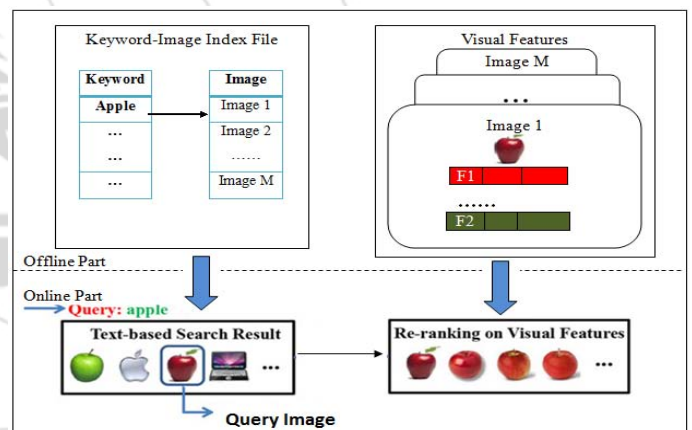 Keyword-Image Index File
Keyword
Apple
...
...
...
Image
Image 1
Image 2
......
Image M
Visual Features
Image M
...
Image 1
F1
......
F2
Offline Part
Online Part
Query: apple
Text-based Search Result
...
Query Image
Re-ranking on Visual Features
...